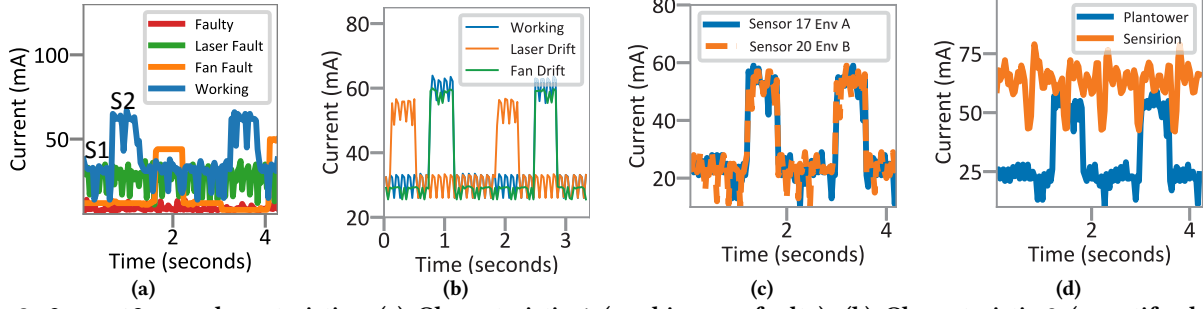 Current (mA)
100
50
S1
S2
Faulty
Laser Fault
Fan Fault
Working
2
4
Time (seconds)
(a)
Current (mA)
80
60
40
20
Working
Laser Drift
Fan Drift
0
1
2
3
Time (seconds)
(b)
Current (mA)
80
60
40
20
Sensor 17 Env A
Sensor 20 Env B
2
4
Time (seconds)
(c)
Current (mA)
75
50
25
Plantower
Sensirion
2
4
Time (seconds)
(d)